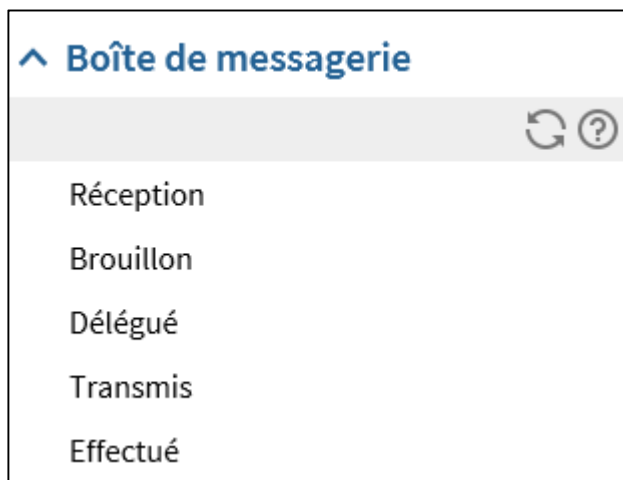 Boîte de messagerie
Réception
Brouillon
Délégué
Transmis
Effectué